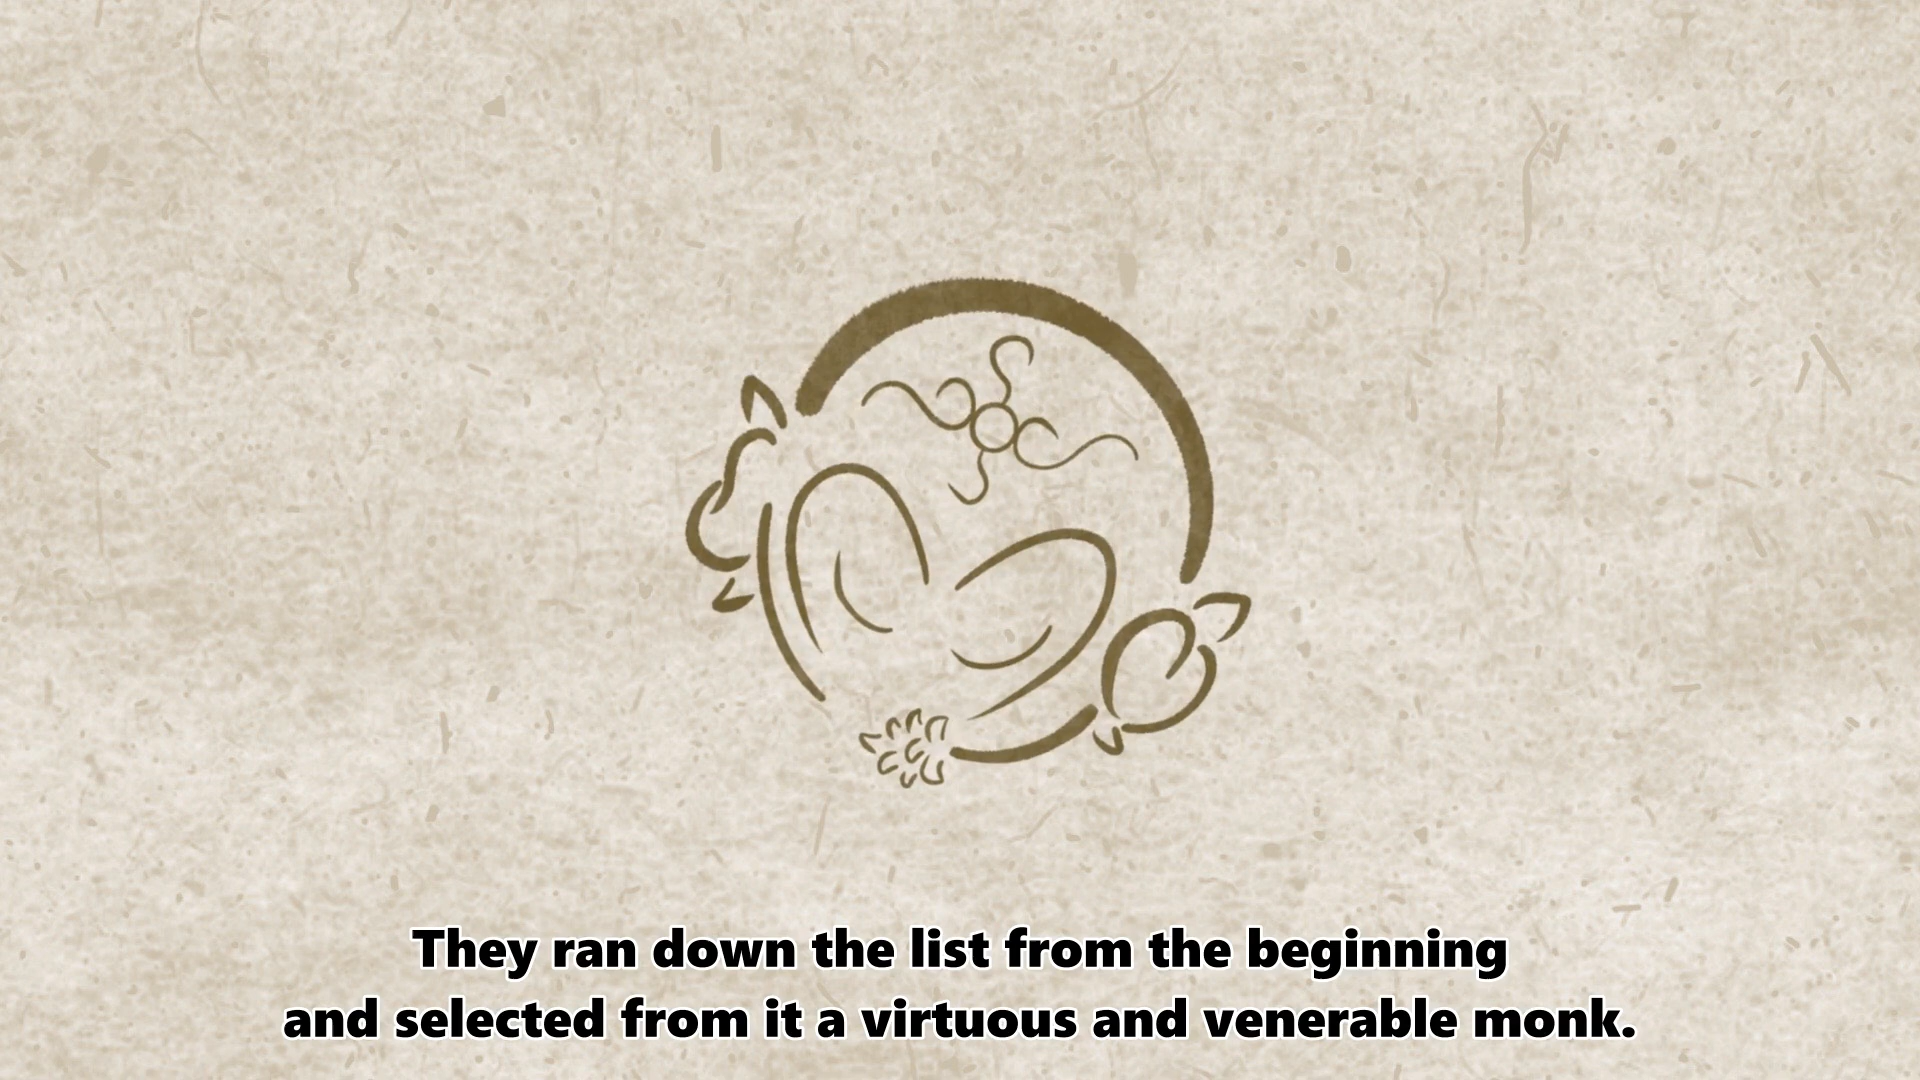 They ran down the list from the beginning
and selected from it a virtuous and venerable monk.